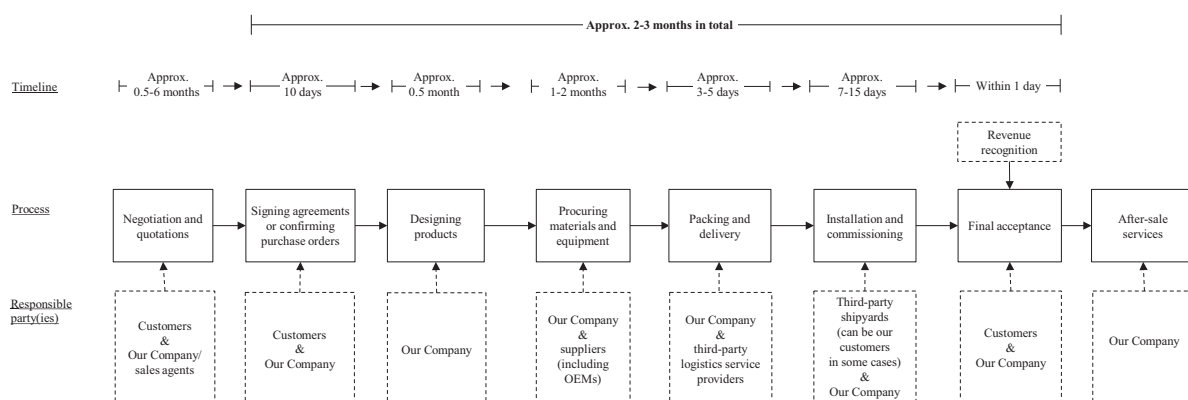 Approx. 2-3 months in total
Timeline
Approx.
0.5-6 months
Approx.
10 days
Approx.
0.5 month
Approx.
1-2 months
Approx.
3-5 days
Approx.
7-15 days
Within 1 day
Revenue
recognition
Process
Negotiation and
quotations
Signing agreements
or confirming
purchase orders
Designing
products
Procuring
materials and
equipment
Packing and
delivery
Installation and
commissioning
Final acceptance
After-sale
services
Responsible
party(ies)
Customers
&
Our Company/
sales agents
Customers
&
Our Company
Our Company
Our Company
&
suppliers
(including
OEMs)
Our Company
&
third-party
logistics service
providers
Third-party
shipyards
(can be our
customers
in some cases)
&
Our Company
Customers
&
Our Company
Our Company